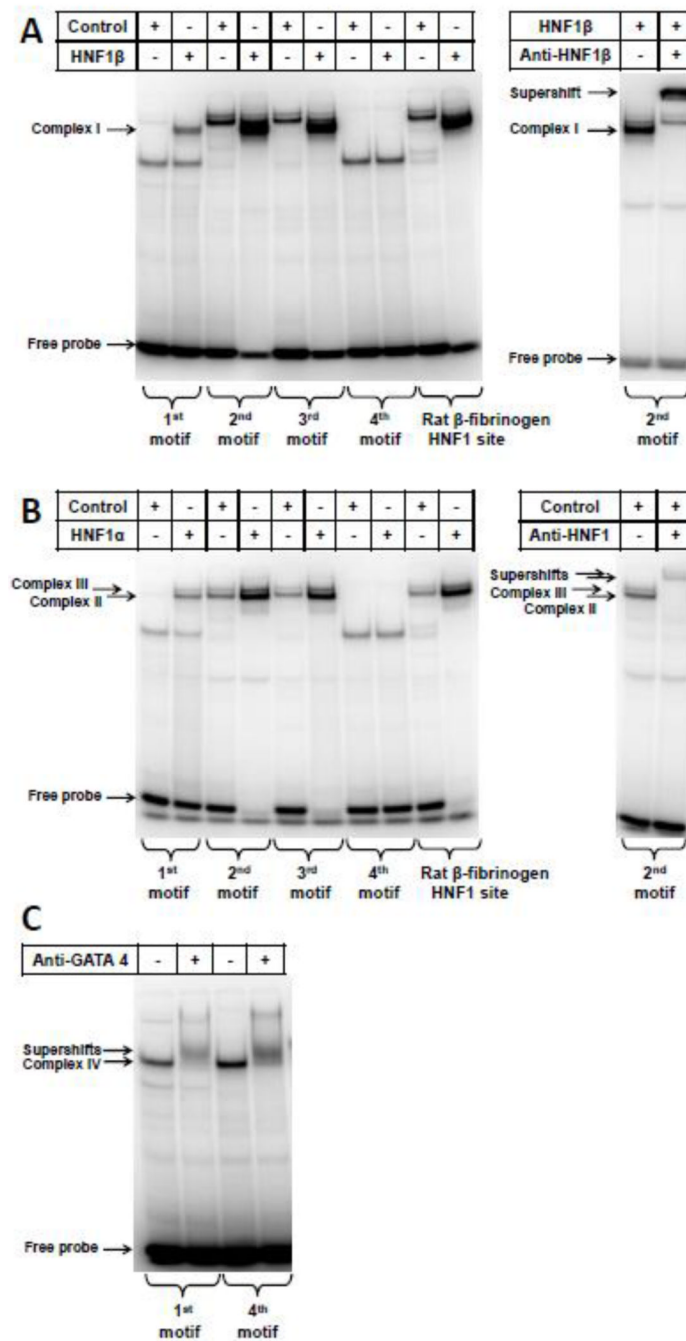 A
Control + - + - + - + - + -
HNF1β - + - + - + - + - +
Complex I
Free probe
1st motif
2nd motif
3rd motif
4th motif
Rat β-fibrinogen
HNF1 site
HNF1β + +
Anti-HNF1β - +
Supershift
Complex I
Free probe
2nd
motif
B
Control + - + - + - + - + -
HNF1α - + - + - + - + - +
Complex III
Complex II
Free probe
1st motif
2nd motif
3rd motif
4th motif
Rat β-fibrinogen
HNF1 site
Control + +
Anti-HNF1 - +
Supershifts
Complex III
Complex II
2nd
motif
C
Anti-GATA 4 - + - +
Supershifts
Complex IV
Free probe
1st motif
4th motif